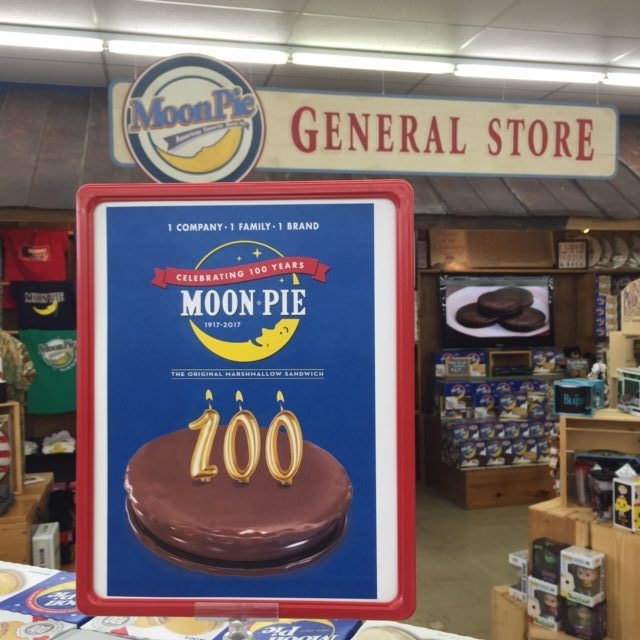 MoonPie
GENERAL STORE
1 COMPANY · 1 FAMILY · 1 BRAND
CELEBRATING 100 YEARS
MOON PIE
1917-2017
THE ORIGINAL MARSHMALLOW SANDWICH
100